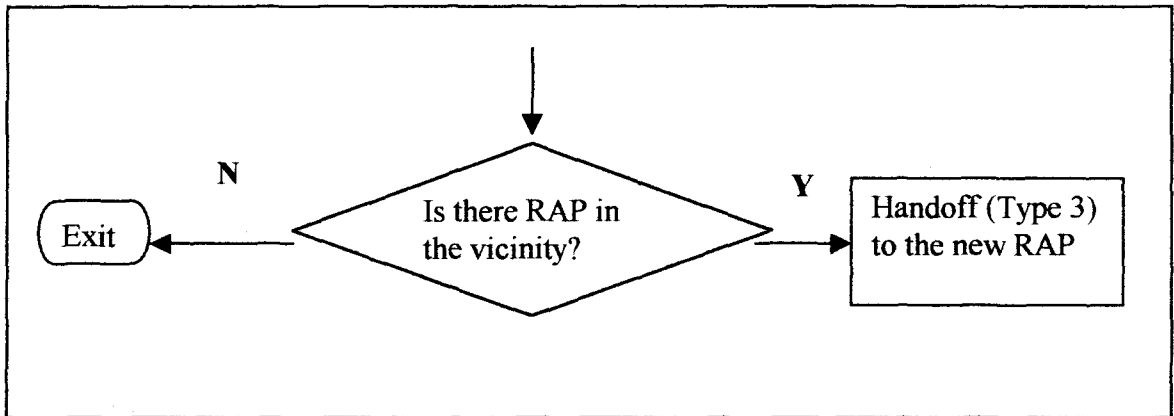 N
Y
Exit
Is there RAP in
the vicinity?
Handoff (Type 3)
to the new RAP